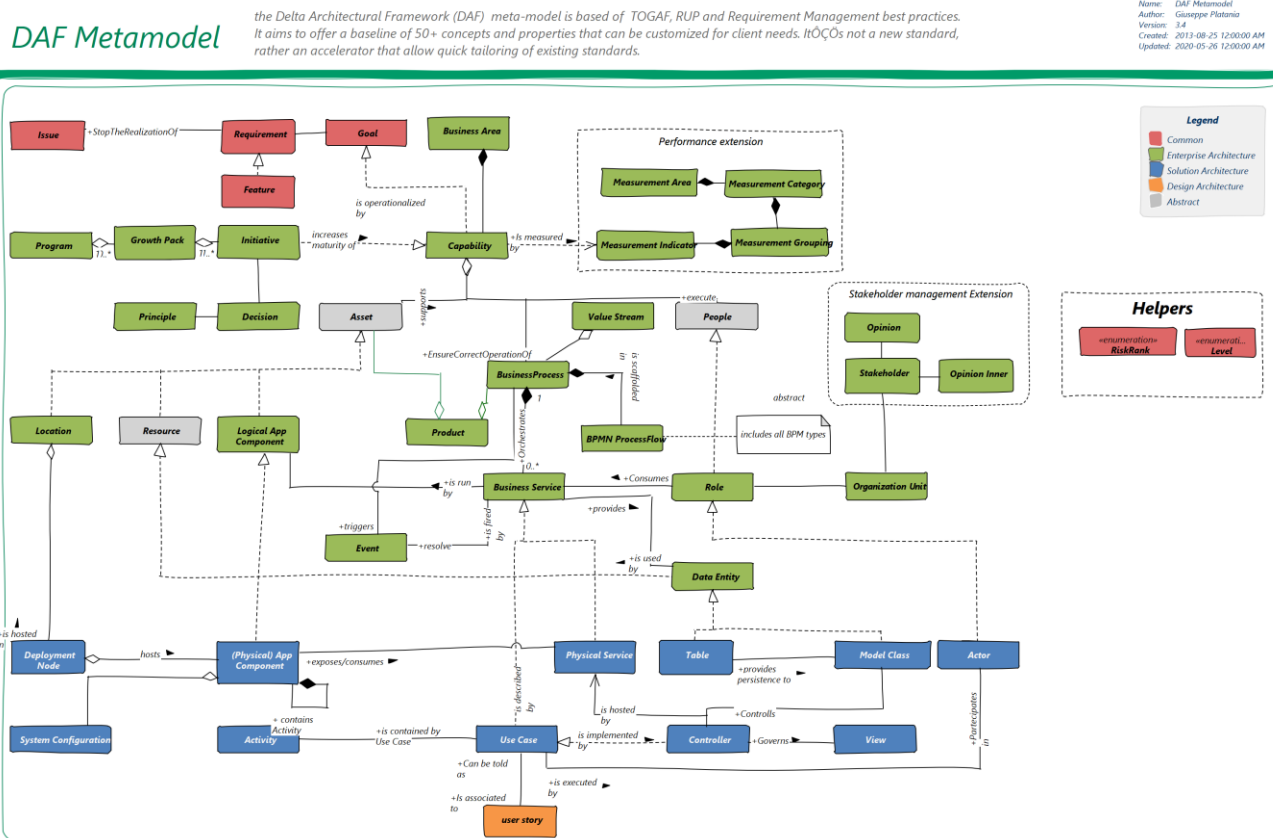 DAF Metamodel
the Delta Architectural Framework (DAF)  meta-model is based of  TOGAF, RUP and Requirement Management best practices.
It aims to offer a baseline of 50+ concepts and properties that can be customized for client needs. ItÔÇÖs not a new standard,
rather an accelerator that allow quick tailoring of existing standards.
Name: DAF Metamodel
Author: Giuseppe Platania
Version: 3.4
Created: 2013-08-25 12:00:00 AM
Updated: 2020-05-26 12:00:00 AM
Issue
+StopTheRealizationOf
Requirement
Goal
Business Area
Feature
is operationalized
by
Performance extension
Measurement Area
Measurement Category
Measurement Indicator
Measurement Grouping
Legend
Common
Enterprise Architecture
Solution Architecture
Design Architecture
Abstract
Program
11..*
Growth Pack
11..*
Initiative
increases
maturity of
Capability
+Is measured
by
Principle
Decision
Asset
+supports
Value Stream
+execute
People
Stakeholder management Extension
Opinion
Stakeholder
Opinion Inner
Helpers
«enumeration»
RiskRank
«enumerati...
Level
+EnsureCorrectOperationOf
BusinessProcess
1
is scaffolded
in
abstract
includes all BPM types
Location
Resource
Logical App
Component
Product
BPMN ProcessFlow
+Orchestrates
0..*
+is run
by
Business Service
+Consumes
Role
Organization Unit
+provides
+triggers
Event
+resolve
+is fired
by
+is used
by
Data Entity
+is hosted
Deployment
Node
hosts
(Physical) App
Component
+exposes/consumes
Physical Service
Table
+provides
persistence to
Model Class
Actor
+is described
by
+ contains
Activity
System Configuration
Activity
+is contained by
Use Case
Use Case
is hosted
by
is implemented
by
+Controlls
Controller
+Governs
View
+Partecipates
in
+Can be told
as
+is executed
by
+Is associated
to
user story